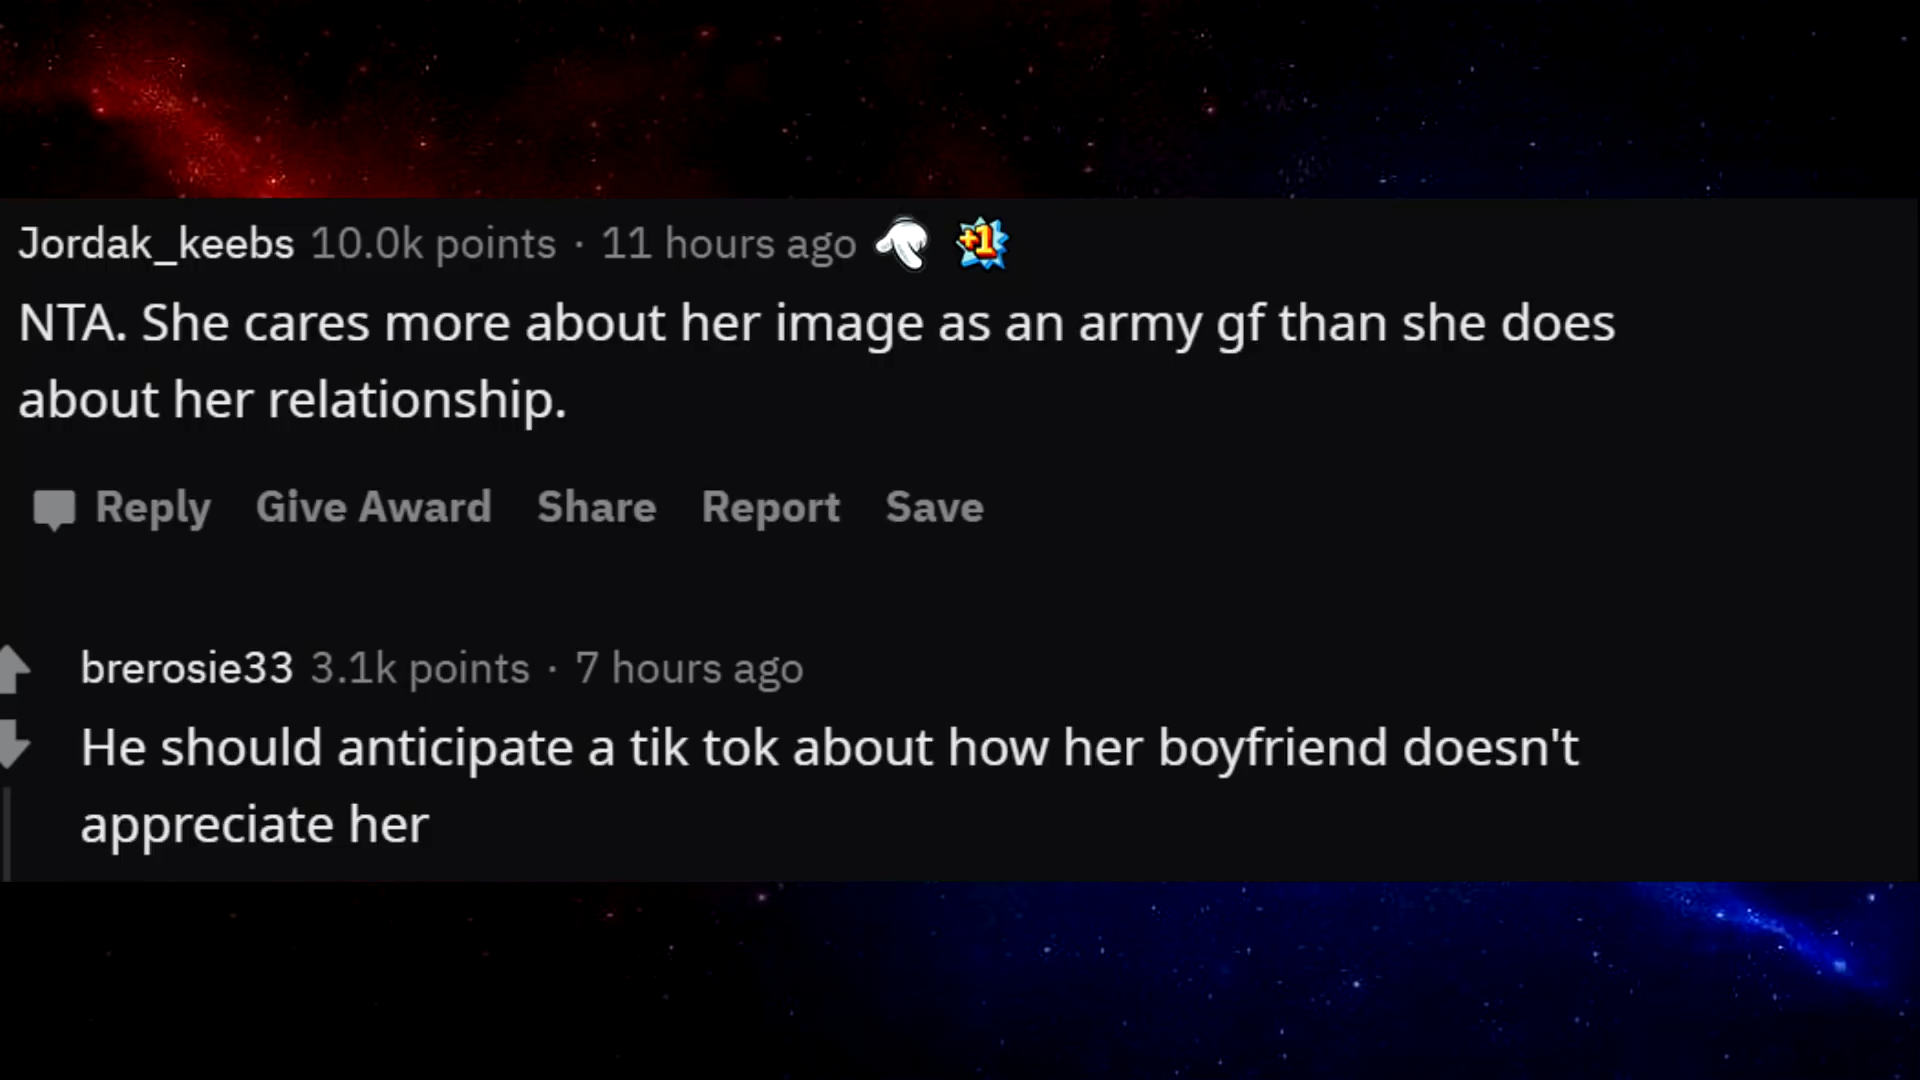 Jordak_keebs 10.0k points · 11 hours ago +1
NTA. She cares more about her image as an army gf than she does
about her relationship.
Reply Give Award Share Report Save
brerosie33 3.1k points · 7 hours ago
He should anticipate a tik tok about how her boyfriend doesn't
appreciate her